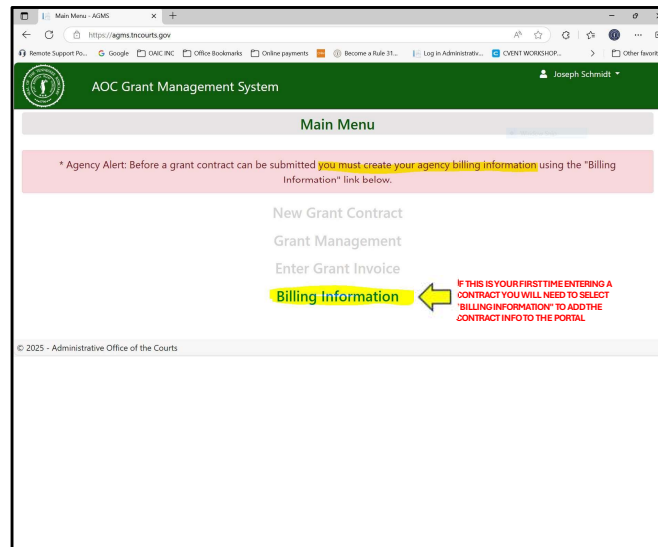 Main Menu - AGMS
https://agms.tncourts.gov
Remote Support Po... Google OAIC INC Office Bookmarks Online payments Become a Rule 31... Log in Administrativ... CVENT WORKSHOP... Other favorit
AOC Grant Management System
Joseph Schmidt
Main Menu
* Agency Alert: Before a grant contract can be submitted you must create your agency billing information using the "Billing
Information" link below.
New Grant Contract
Grant Management
Enter Grant Invoice
Billing Information
IF THIS IS YOUR FIRST TIME ENTERING A
CONTRACT YOU WILL NEED TO SELECT
"BILLING INFORMATION" TO ADD THE
CONTRACT INFO TO THE PORTAL
© 2025 - Administrative Office of the Courts